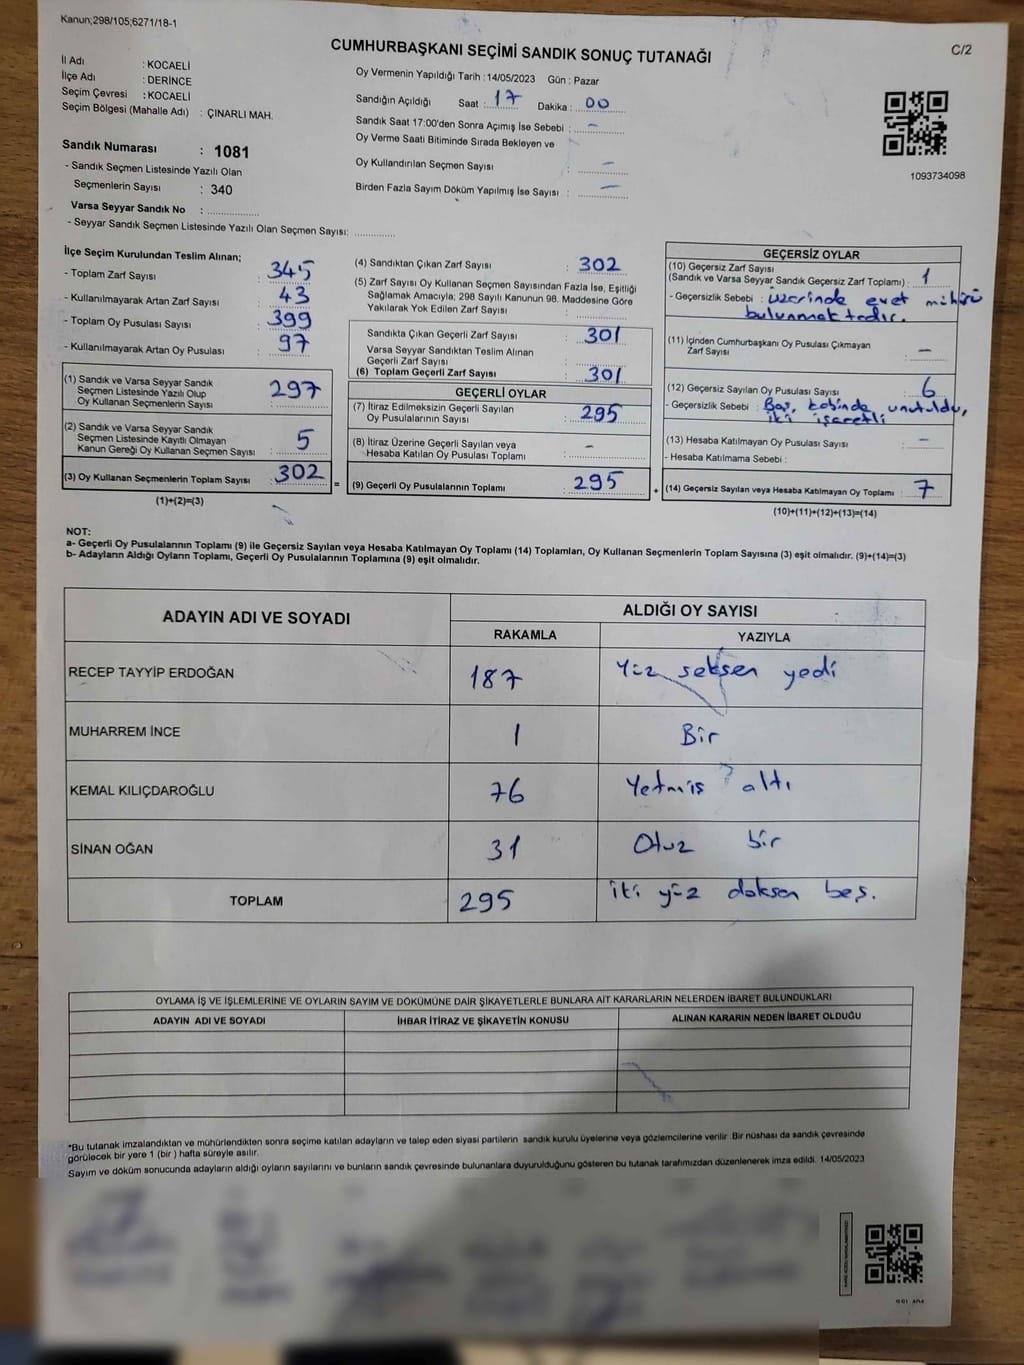 Kanun;298/105;6271/18-1
CUMHURBAŞKANI SEÇİMİ SANDIK SONUÇ TUTANAĞI
C/2
İl Adı : KOCAELİ
İlçe Adı : DERİNCE
Seçim Çevresi : KOCAELİ
Seçim Bölgesi (Mahalle Adı) : ÇINARLI MAH.
Sandık Numarası : 1081
- Sandık Seçmen Listesinde Yazılı Olan
Seçmenlerin Sayısı : 340
Varsa Seyyar Sandık No :
- Seyyar Sandık Seçmen Listesinde Yazılı Olan Seçmen Sayısı:
Oy Vermenin Yapıldığı Tarih : 14/05/2023 Gün : Pazar
Sandığın Açıldığı Saat : 17 Dakika : 00
Sandık Saat 17:00'den Sonra Açımış İse Sebebi : -
Oy Verme Saati Bitiminde Sırada Bekleyen ve
Oy Kullandırılan Seçmen Sayısı : -
Birden Fazla Sayım Döküm Yapılmış İse Sayısı : -
1093734098
İlçe Seçim Kurulundan Teslim Alınan;
- Toplam Zarf Sayısı : 345
- Kullanılmayarak Artan Zarf Sayısı : 43
- Toplam Oy Pusulası Sayısı : 399
- Kullanılmayarak Artan Oy Pusulası : 97
(1) Sandık ve Varsa Seyyar Sandık
Seçmen Listesinde Yazılı Olup
Oy Kullanan Seçmenlerin Sayısı : 297
(2) Sandık ve Varsa Seyyar Sandık
Seçmen Listesinde Kayıtlı Olmayan
Kanun Gereği Oy Kullanan Seçmen Sayısı : 5
(3) Oy Kullanan Seçmenlerin Toplam Sayısı : 302
(1)+(2)=(3)
(4) Sandıktan Çıkan Zarf Sayısı : 302
(5) Zarf Sayısı Oy Kullanan Seçmen Sayısından Fazla İse, Eşitliği
Sağlamak Amacıyla; 298 Sayılı Kanunun 98. Maddesine Göre
Yakılarak Yok Edilen Zarf Sayısı :
Sandıkta Çıkan Geçerli Zarf Sayısı : 301
Varsa Seyyar Sandıktan Teslim Alınan
Geçerli Zarf Sayısı :
(6) Toplam Geçerli Zarf Sayısı : 301
GEÇERLİ OYLAR
(7) İtiraz Edilmeksizin Geçerli Sayılan
Oy Pusulalarının Sayısı : 295
(8) İtiraz Üzerine Geçerli Sayılan veya
Hesaba Katılan Oy Pusulası Toplamı : -
(9) Geçerli Oy Pusulalarının Toplamı : 295
GEÇERSİZ OYLAR
(10) Geçersiz Zarf Sayısı
(Sandık ve Varsa Seyyar Sandık Geçersiz Zarf Toplamı) : 1
- Geçersizlik Sebebi : üzerinde evet mührü
bulunmaktadır.
(11) İçinden Cumhurbaşkanı Oy Pusulası Çıkmayan
Zarf Sayısı : -
(12) Geçersiz Sayılan Oy Pusulası Sayısı : 6
- Geçersizlik Sebebi : Boş, kabinde unutuldu,
iki işaretli
(13) Hesaba Katılmayan Oy Pusulası Sayısı : -
- Hesaba Katılmama Sebebi :
(14) Geçersiz Sayılan veya Hesaba Katılmayan Oy Toplamı : 7
(10)+(11)+(12)+(13)=(14)
NOT:
a- Geçerli Oy Pusulalarının Toplamı (9) ile Geçersiz Sayılan veya Hesaba Katılmayan Oy Toplamı (14) Toplamları, Oy Kullanan Seçmenlerin Toplam Sayısına (3) eşit olmalıdır. (9)+(14)=(3)
b- Adayların Aldığı Oyların Toplamı, Geçerli Oy Pusulalarının Toplamına (9) eşit olmalıdır.
ADAYIN ADI VE SOYADI ALDIĞI OY SAYISI
RAKAMLA YAZIYLA
RECEP TAYYİP ERDOĞAN 187 Yüz seksen yedi
MUHARREM İNCE 1 Bir
KEMAL KILIÇDAROĞLU 76 Yetmiş altı
SİNAN OĞAN 31 Otuz bir
TOPLAM 295 iki yüz doksan beş.
OYLAMA İŞ VE İŞLEMLERİNE VE OYLARIN SAYIM VE DÖKÜMÜNE DAİR ŞİKAYETLERLE BUNLARA AİT KARARLARIN NELERDEN İBARET BULUNDUKLARI
ADAYIN ADI VE SOYADI İHBAR İTİRAZ VE ŞİKAYETİN KONUSU ALINAN KARARIN NEDEN İBARET OLDUĞU
*Bu tutanak imzalandıktan ve mühürlendikten sonra seçime katılan adayların ve talep eden siyasi partilerin sandık kurulu üyelerine veya gözlemcilerine verilir. Bir nüshası da sandık çevresinde
görülecek bir yere 1 (bir ) hafta süreyle asılır.
Sayım ve döküm sonucunda adayların aldığı oyların sayılarını ve bunların sandık çevresinde bulunanlara duyurulduğunu gösteren bu tutanak tarafımızdan düzenlenerek imza edildi. 14/05/2023